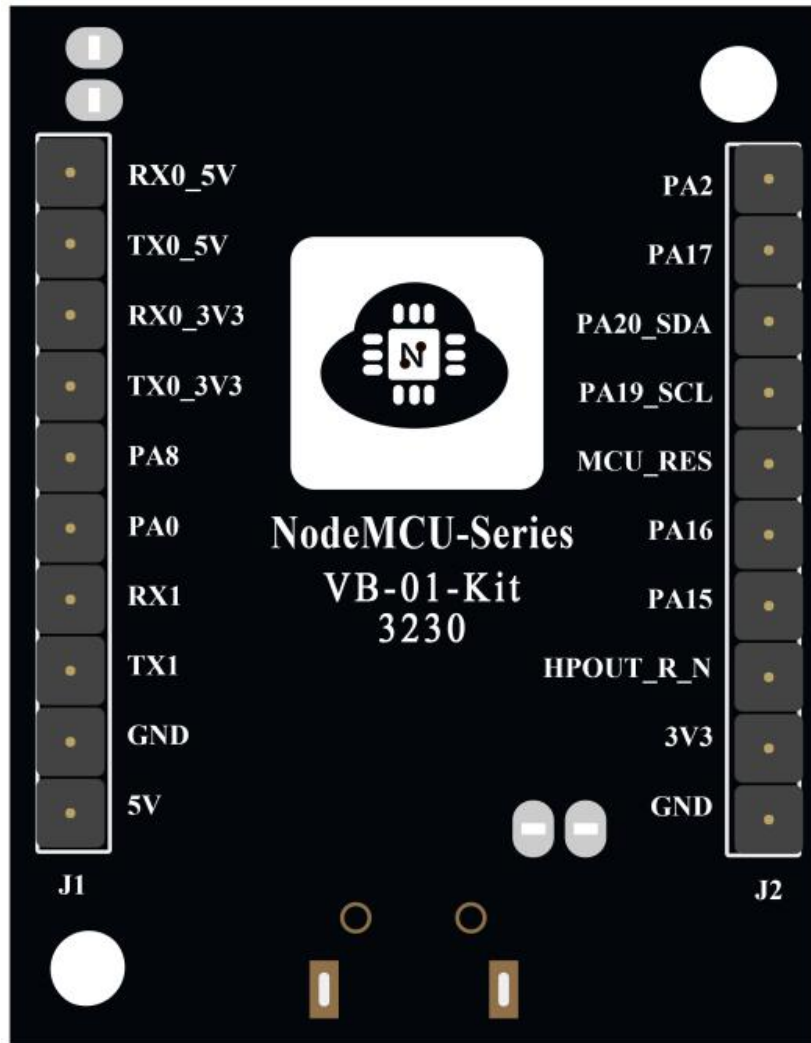 RX0_5V
TX0_5V
RX0_3V3
TX0_3V3
PA8
PA0
RX1
TX1
GND
5V
J1
N
NodeMCU-Series
VB-01-Kit
3230
PA2
PA17
PA20_SDA
PA19_SCL
MCU_RES
PA16
PA15
HPOUT_R_N
3V3
GND
J2